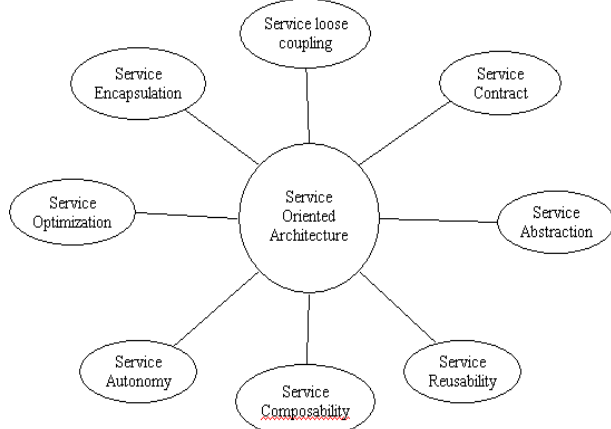 Service loose
coupling
Service
Encapsulation
Service
Contract
Service
Optimization
Service
Oriented
Architecture
Service
Abstraction
Service
Autonomy
Service
Composability
Service
Reusability